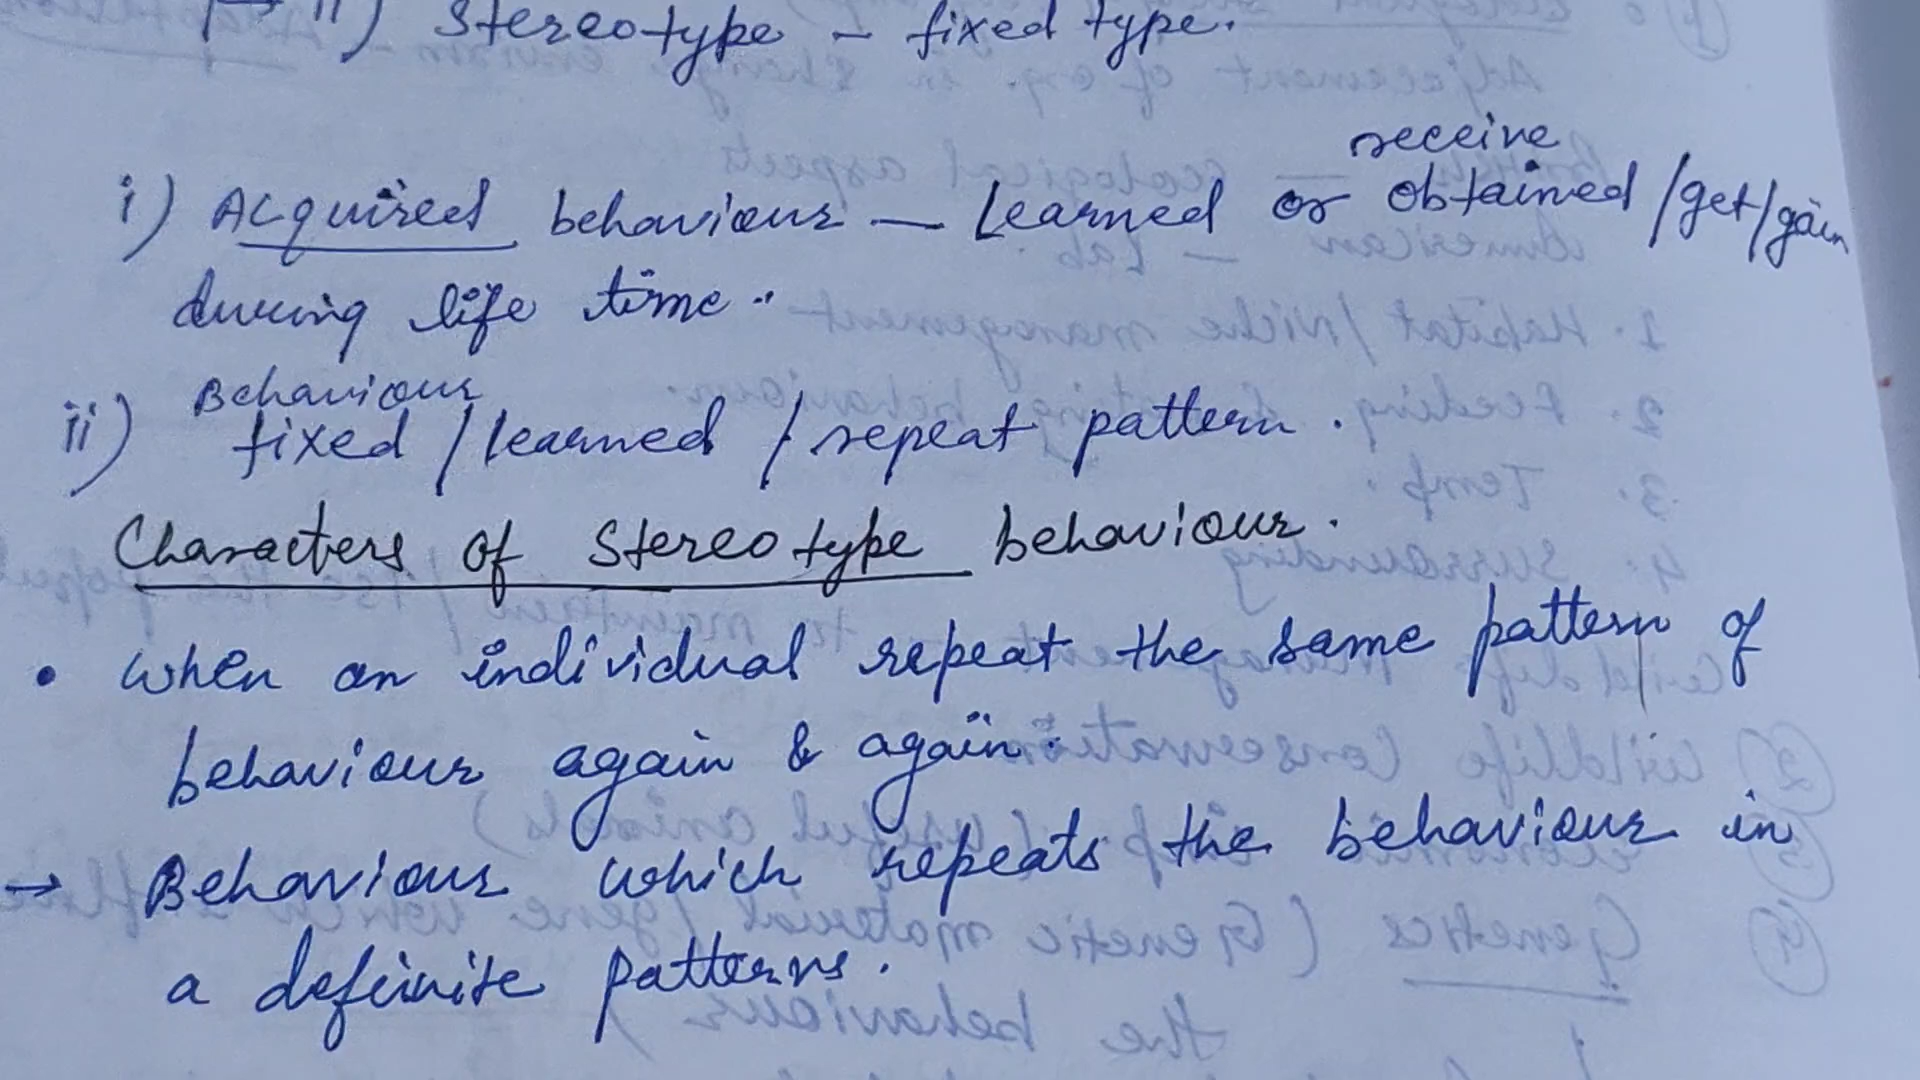 ii) Stereotype - fixed type.
receive
i) Acquired behaviour - Learned or obtained / get / gain
during life time.
Behaviour
ii) fixed / learned / repeat pattern.
Characters of Stereotype behaviour.
• When an individual repeat the same pattern of
behaviour again & again.
→ Behaviour which repeats the behaviour in
a definite patterns.